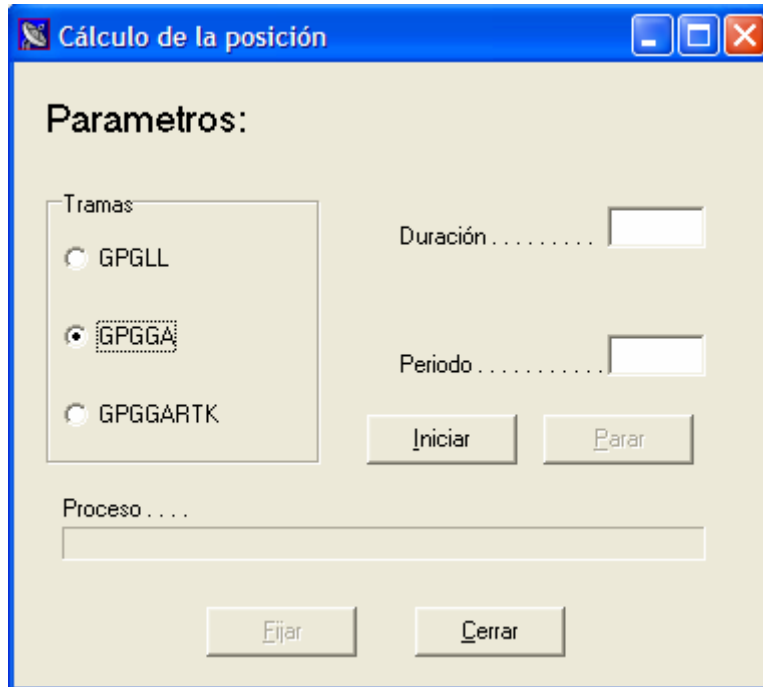 Cálculo de la posición
Parametros:
Tramas
GPGLL
GPGGA
GPGGARTK
Duración . . . . . . . . .
Periodo . . . . . . . . . . .
Iniciar
Parar
Proceso . . . .
Fijar
Cerrar